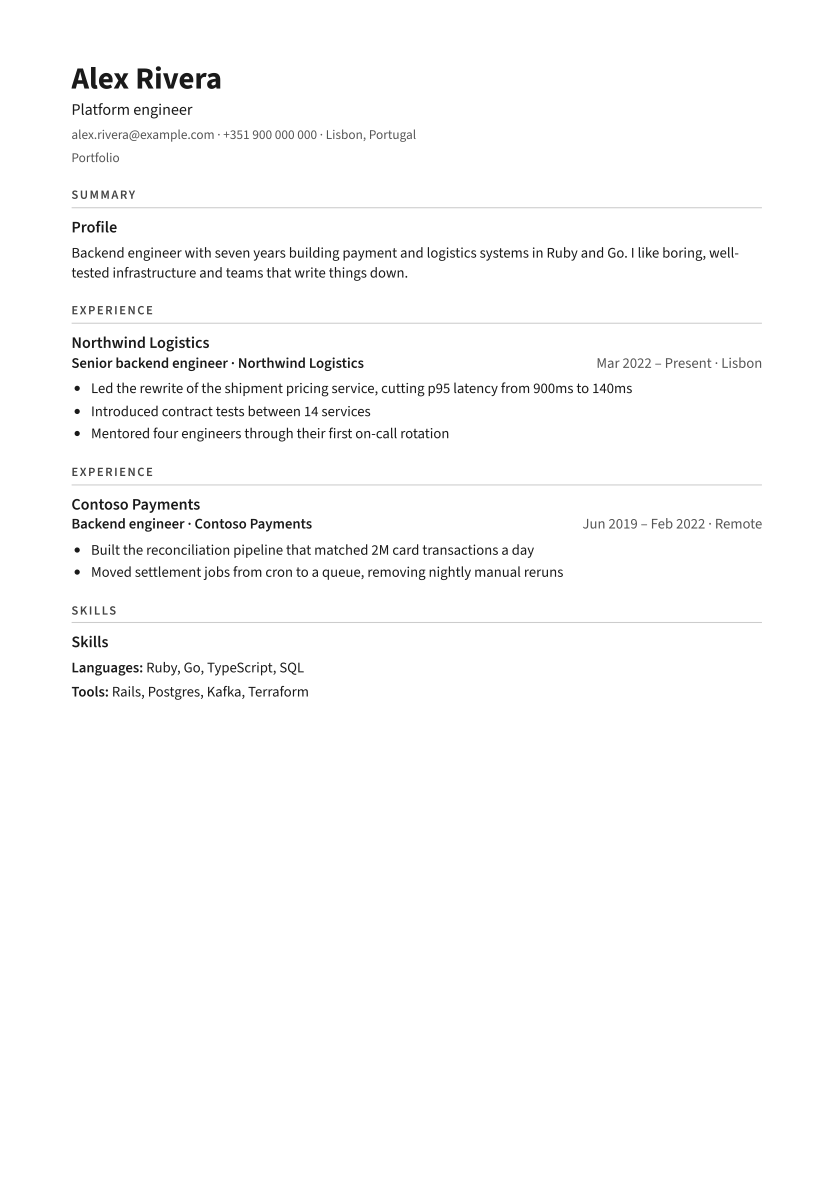 Alex Rivera
Platform engineer
alex.rivera@example.com · +351 900 000 000 · Lisbon, Portugal
Portfolio
SUMMARY
Profile
Backend engineer with seven years building payment and logistics systems in Ruby and Go. I like boring, well-
tested infrastructure and teams that write things down.
EXPERIENCE
Northwind Logistics
Senior backend engineer · Northwind Logistics Mar 2022 – Present · Lisbon
• Led the rewrite of the shipment pricing service, cutting p95 latency from 900ms to 140ms
• Introduced contract tests between 14 services
• Mentored four engineers through their first on-call rotation
EXPERIENCE
Contoso Payments
Backend engineer · Contoso Payments Jun 2019 – Feb 2022 · Remote
• Built the reconciliation pipeline that matched 2M card transactions a day
• Moved settlement jobs from cron to a queue, removing nightly manual reruns
SKILLS
Skills
Languages: Ruby, Go, TypeScript, SQL
Tools: Rails, Postgres, Kafka, Terraform